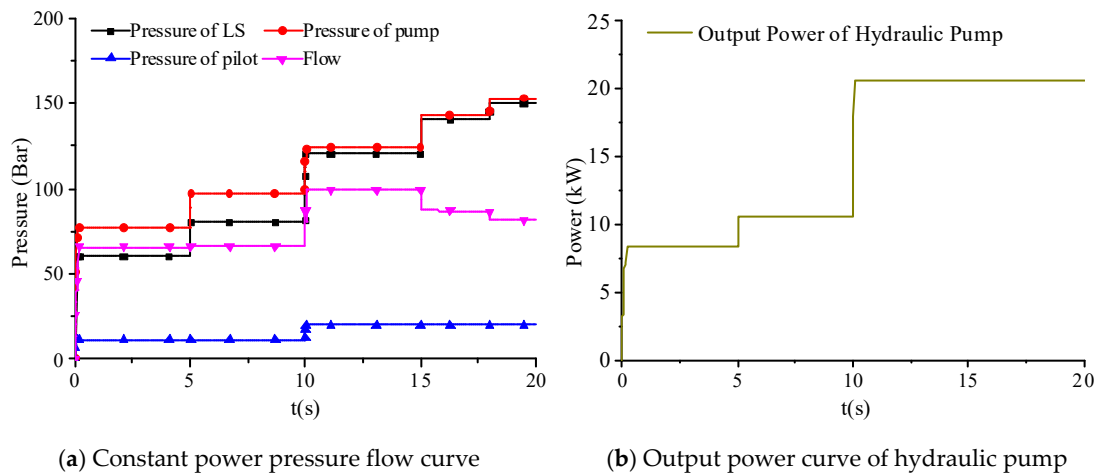 Pressure of LS
Pressure of pump
Pressure of pilot
Flow
200
150
100
50
0
Pressure (Bar)
0
5
10
15
20
t(s)
(a) Constant power pressure flow curve
Output Power of Hydraulic Pump
25
20
15
10
5
0
Power (kW)
0
5
10
15
20
t(s)
(b) Output power curve of hydraulic pump